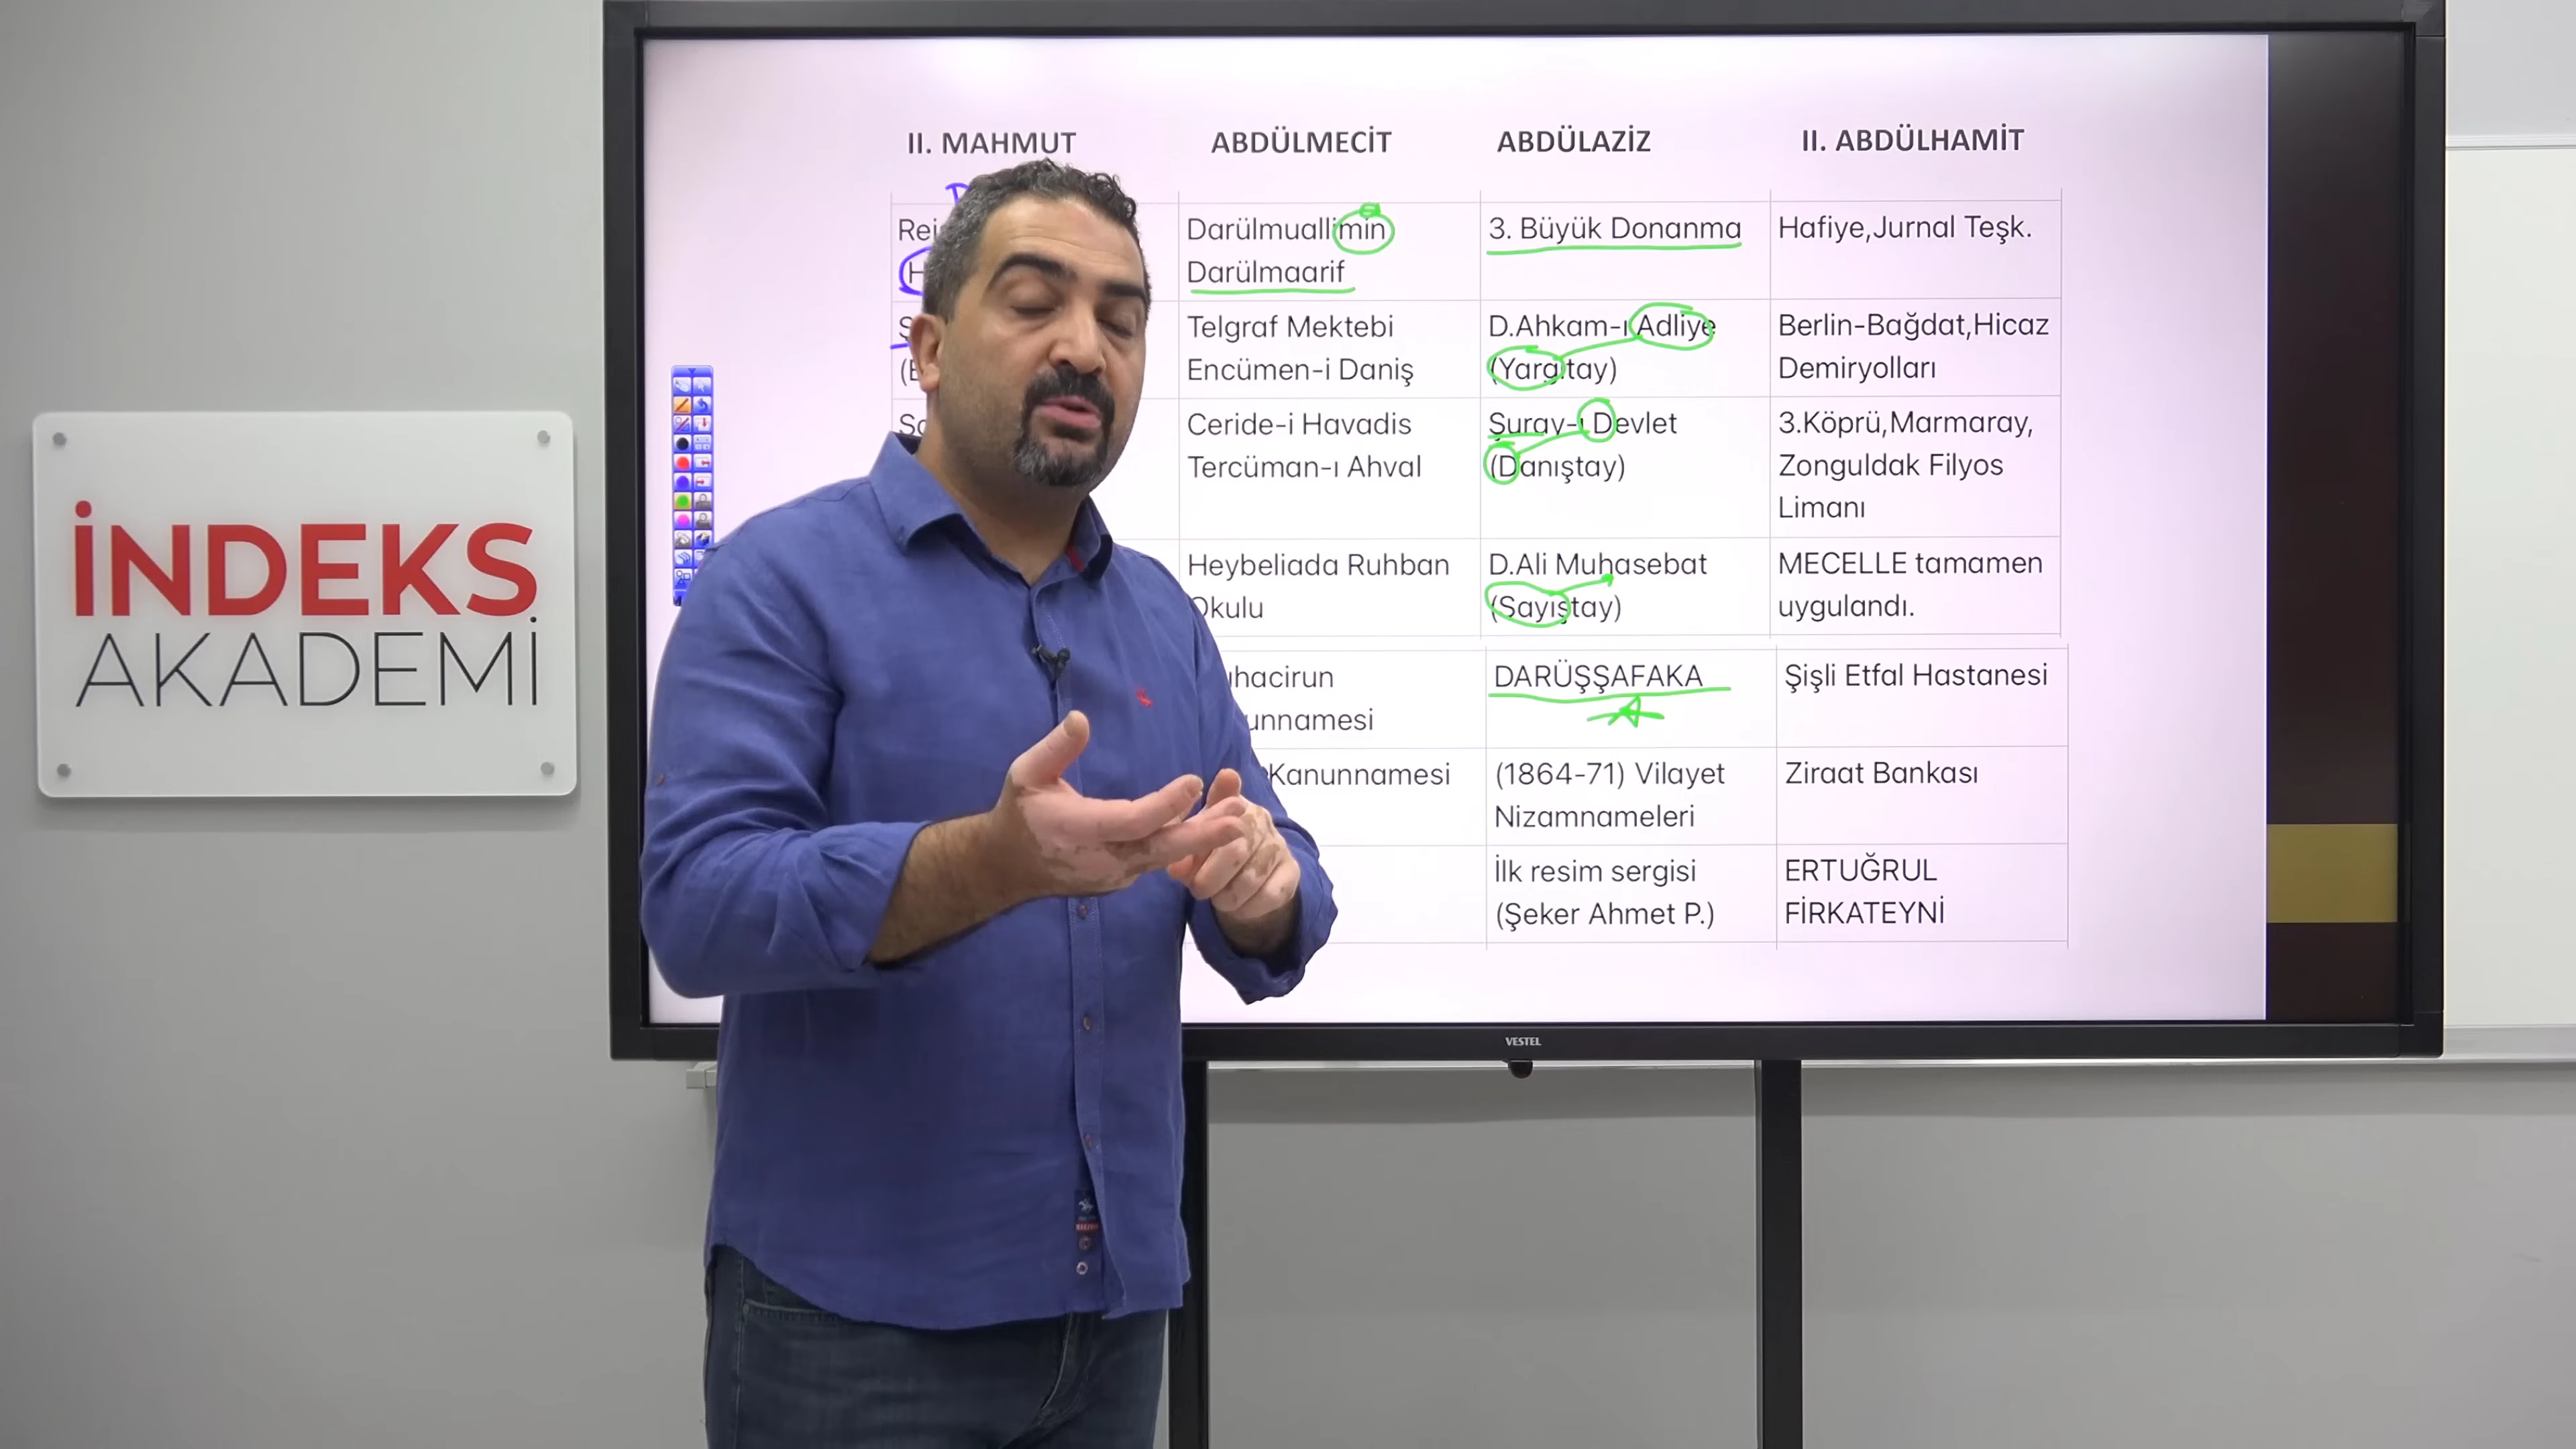 İNDEKS
AKADEMİ
II. MAHMUT
ABDÜLMECİT
ABDÜLAZİZ
II. ABDÜLHAMİT
Darülmuallimin
Darülmaarif
3. Büyük Donanma
Hafiye,Jurnal Teşk.
Telgraf Mektebi
Encümen-i Daniş
D.Ahkam-ı Adliye
(Yargıtay)
Berlin-Bağdat,Hicaz
Demiryolları
Ceride-i Havadis
Tercüman-ı Ahval
Şuray-ı Devlet
(Danıştay)
3.Köprü,Marmaray,
Zonguldak Filyos
Limanı
Heybeliada Ruhban
Okulu
D.Ali Muhasebat
(Sayıştay)
MECELLE tamamen
uygulandı.
DARÜŞŞAFAKA
Şişli Etfal Hastanesi
Kanunnamesi
(1864-71) Vilayet
Nizamnameleri
Ziraat Bankası
İlk resim sergisi
(Şeker Ahmet P.)
ERTUĞRUL
FİRKATEYNİ
VESTEL